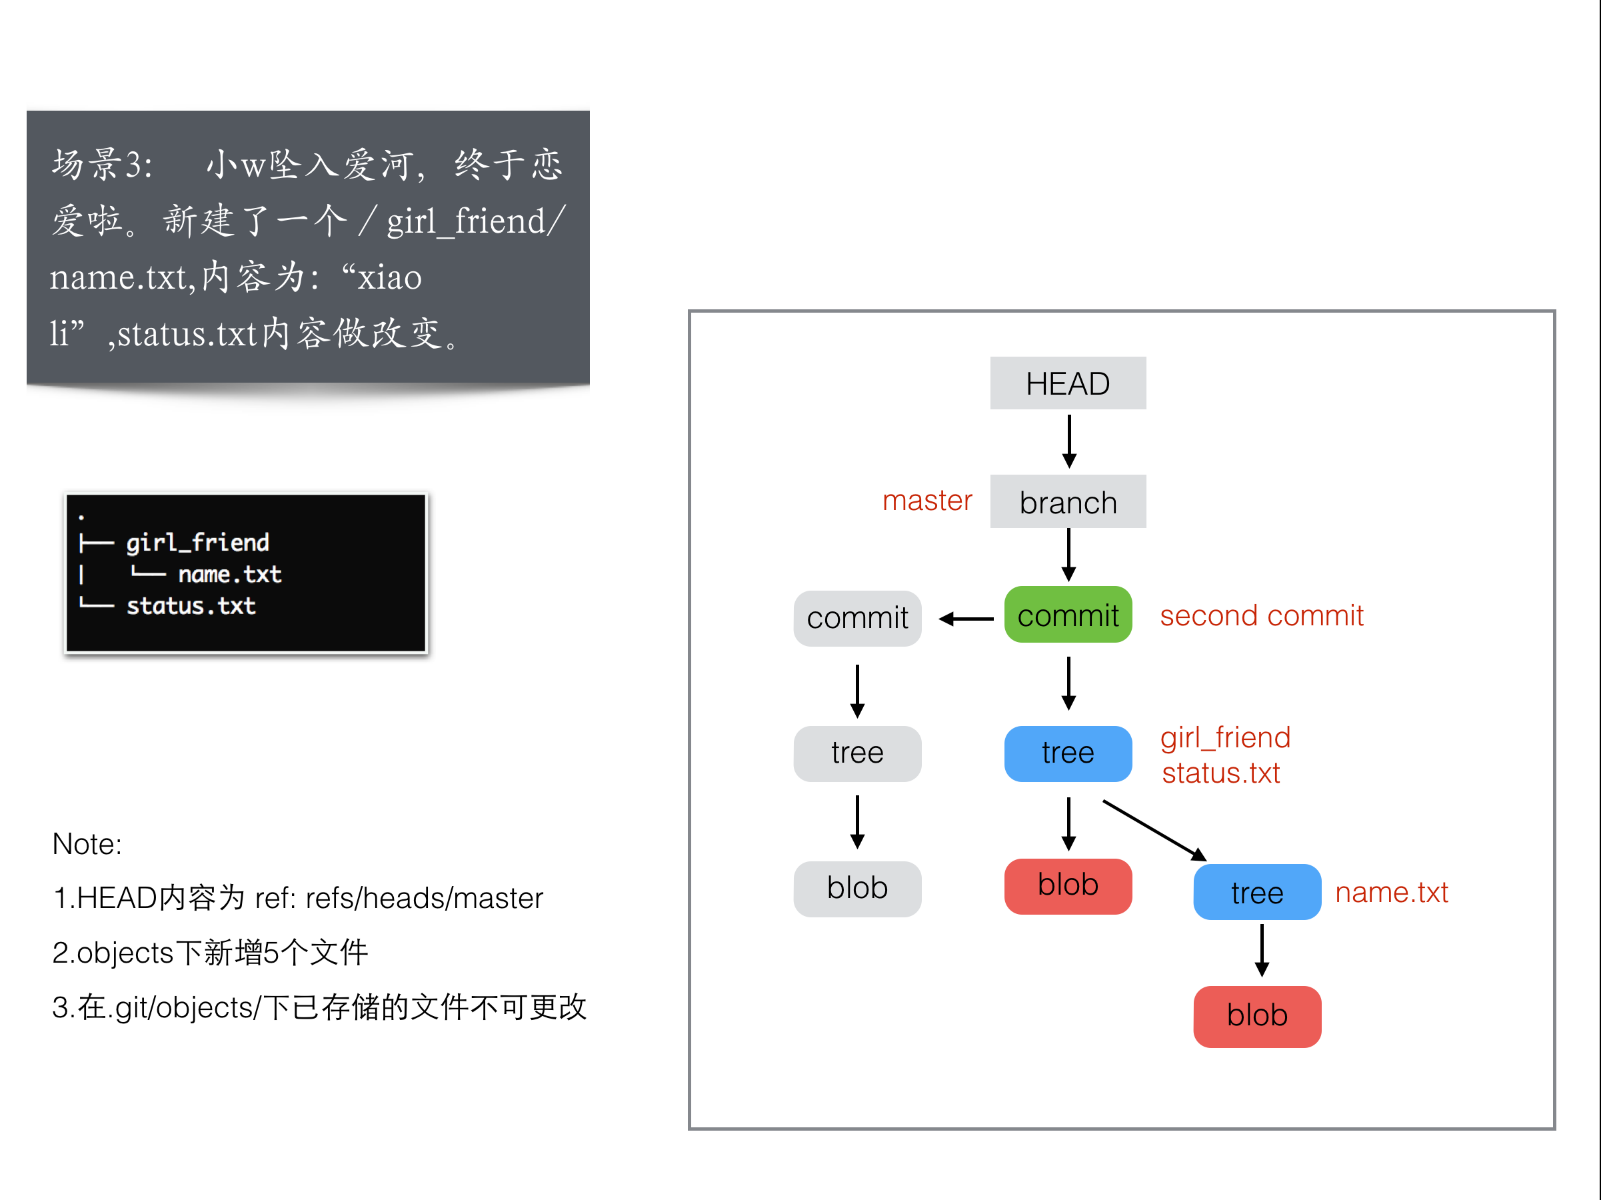 场景3: 小w坠入爱河，终于恋
爱啦。新建了一个／girl_friend/
name.txt,内容为：“xiao
li”,status.txt内容做改变。
.
├── girl_friend
|   └── name.txt
└── status.txt
Note:
1.HEAD内容为 ref: refs/heads/master
2.objects下新增5个文件
3.在.git/objects/下已存储的文件不可更改
HEAD
master branch
commit commit second commit
tree tree girl_friend
status.txt
blob blob tree name.txt
blob